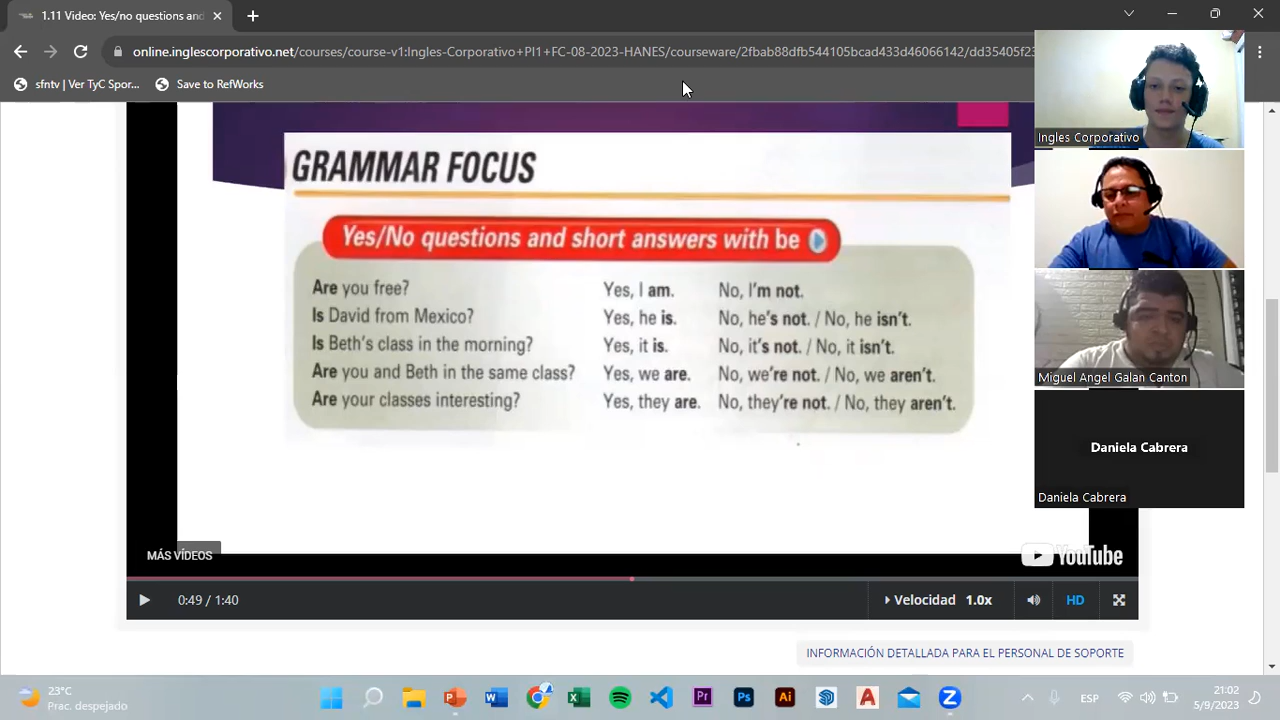 1.11 Video: Yes/no questions and
online.inglescorporativo.net/courses/course-v1:Ingles-Corporativo+PI1+FC-08-2023-HANES/courseware/2fbab88dfb544105bcad433d46066142/dd35405f23
sfntv | Ver TyC Spor...
Save to RefWorks
GRAMMAR FOCUS
Yes/No questions and short answers with be
Are you free? Yes, I am. No, I'm not.
Is David from Mexico? Yes, he is. No, he's not. / No, he isn't.
Is Beth's class in the morning? Yes, it is. No, it's not. / No, it isn't.
Are you and Beth in the same class? Yes, we are. No, we're not. / No, we aren't.
Are your classes interesting? Yes, they are. No, they're not. / No, they aren't.
MÁS VÍDEOS
YouTube
0:49 / 1:40
Velocidad 1.0x
HD
INFORMACIÓN DETALLADA PARA EL PERSONAL DE SOPORTE
Ingles Corporativo
Miguel Angel Galan Canton
Daniela Cabrera
Daniela Cabrera
23°C
Prac. despejado
ESP
21:02
5/9/2023